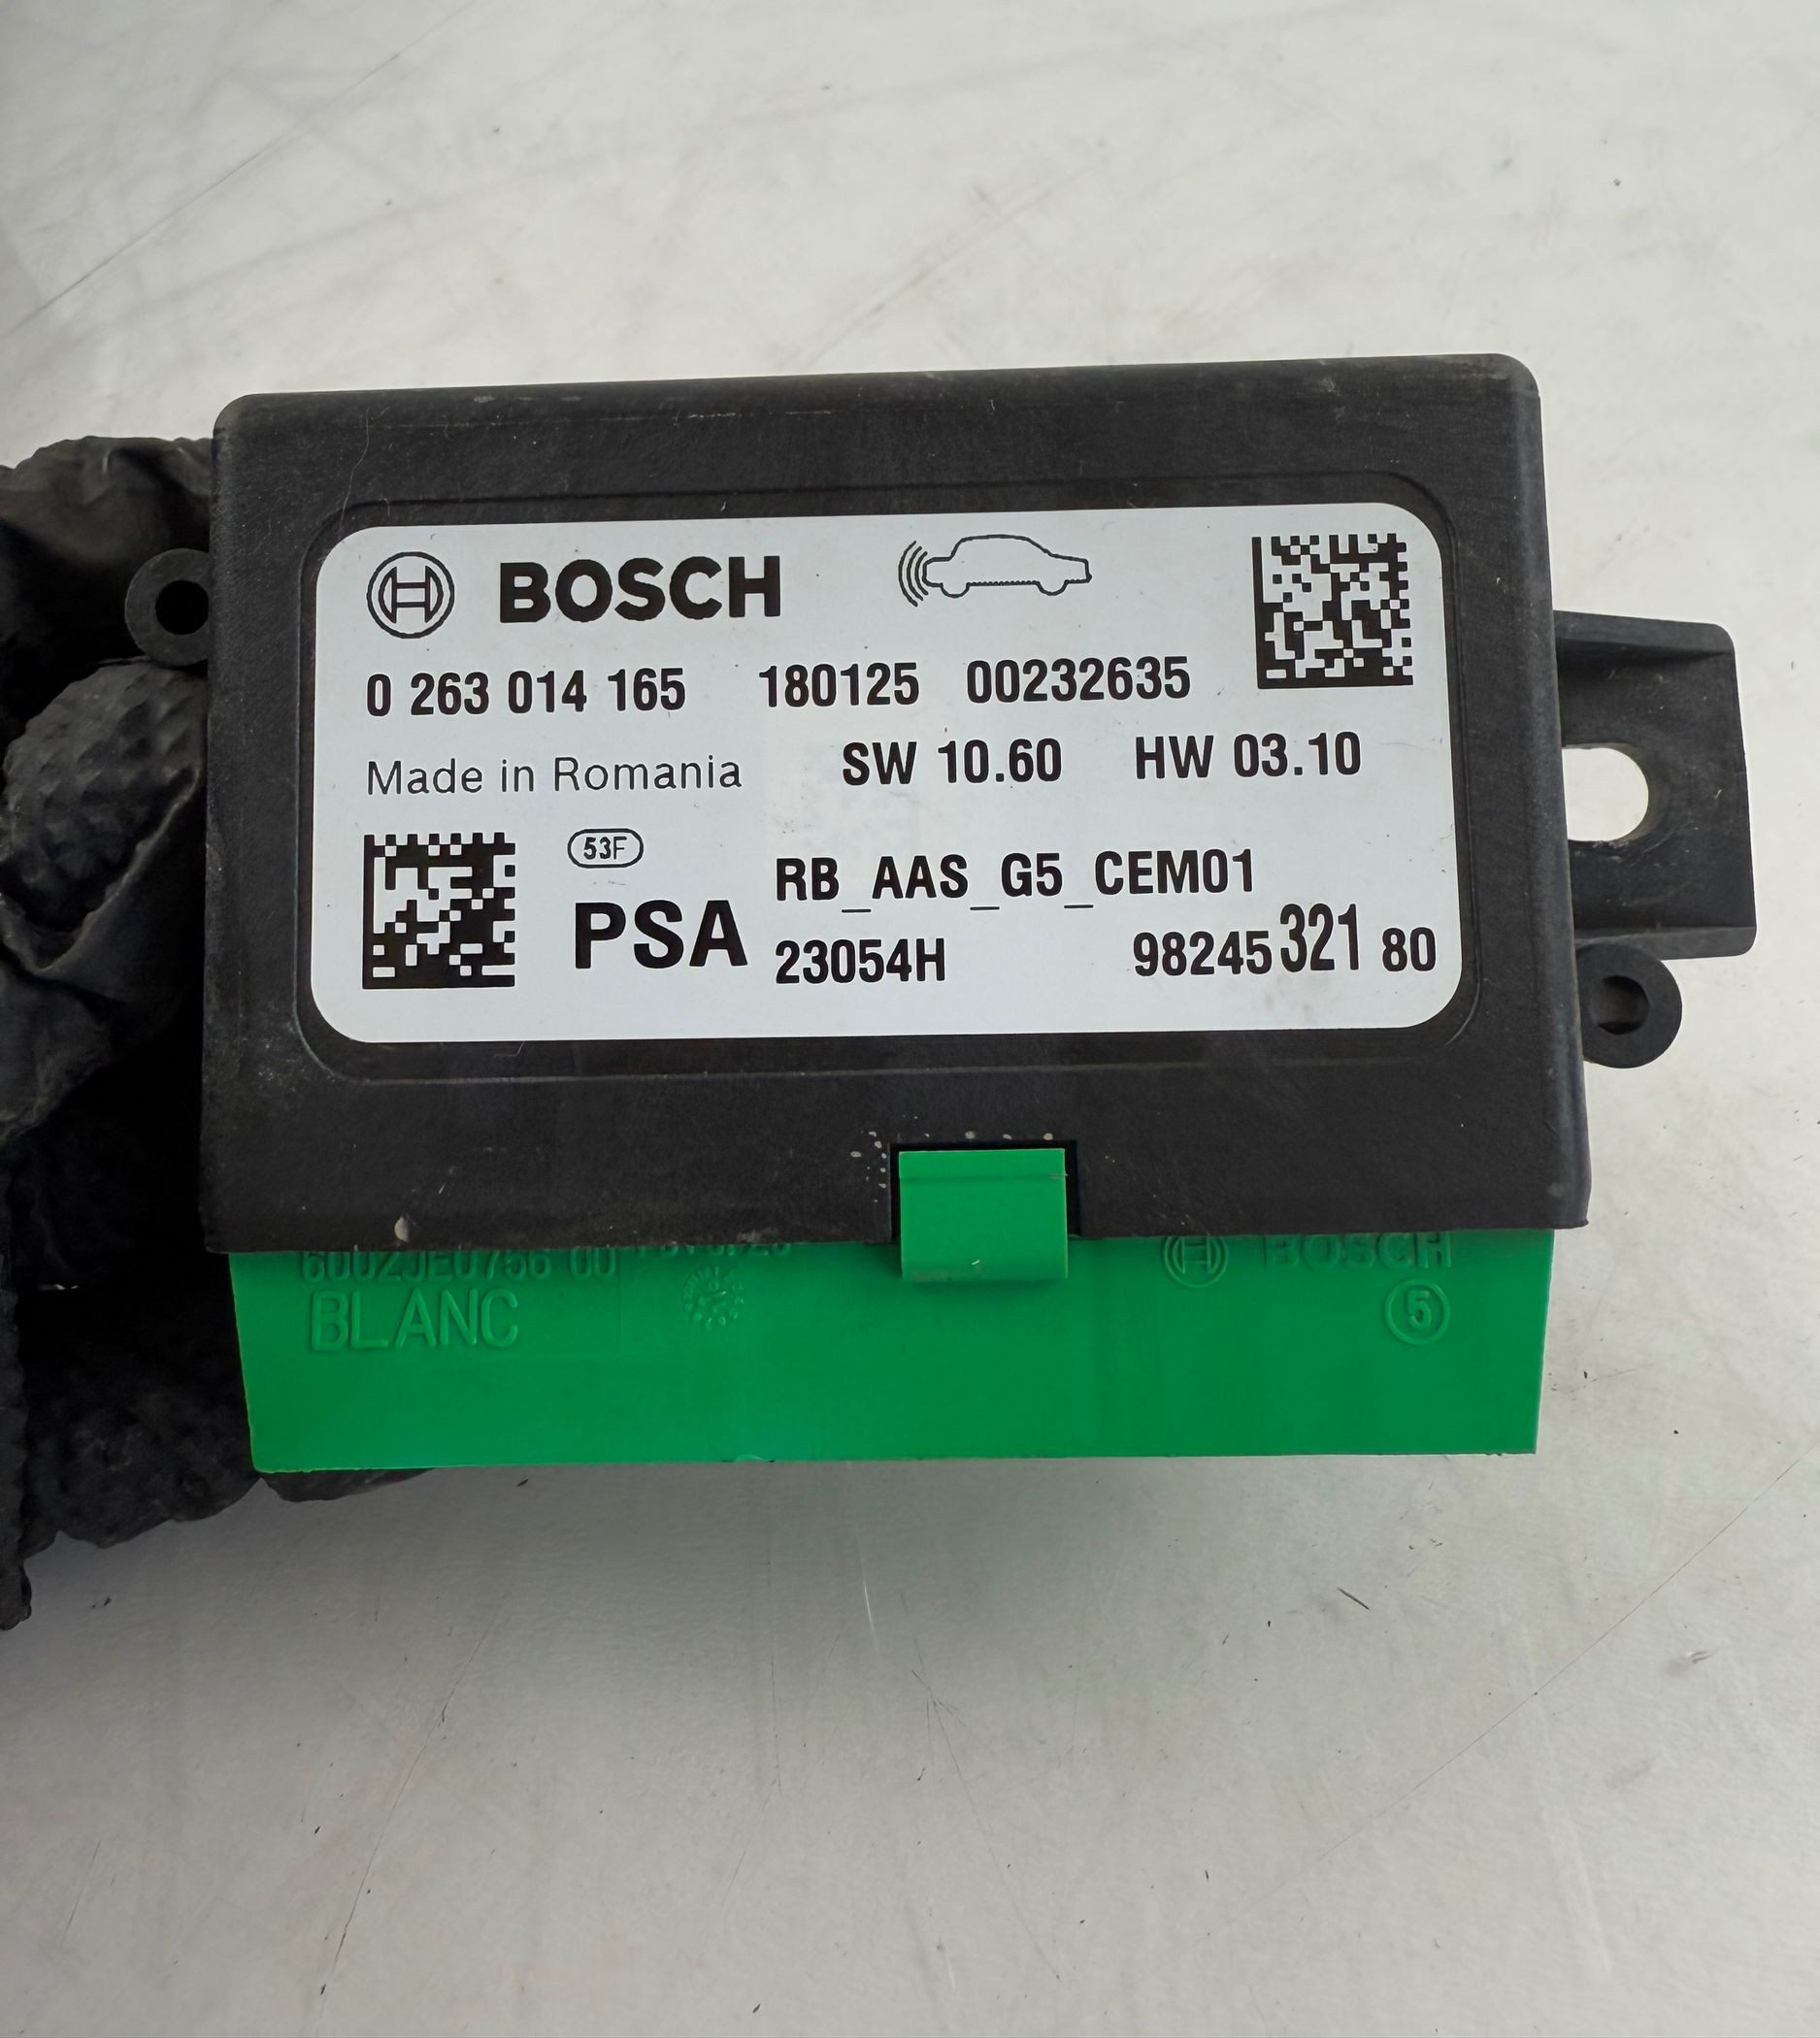 BOSCH
0 263 014 165 180125 00232635
Made in Romania SW 10.60 HW 03.10
53F
RB_AAS_G5_CEM01
PSA 23054H 98245 321 80
BOSCH
BLANC
5